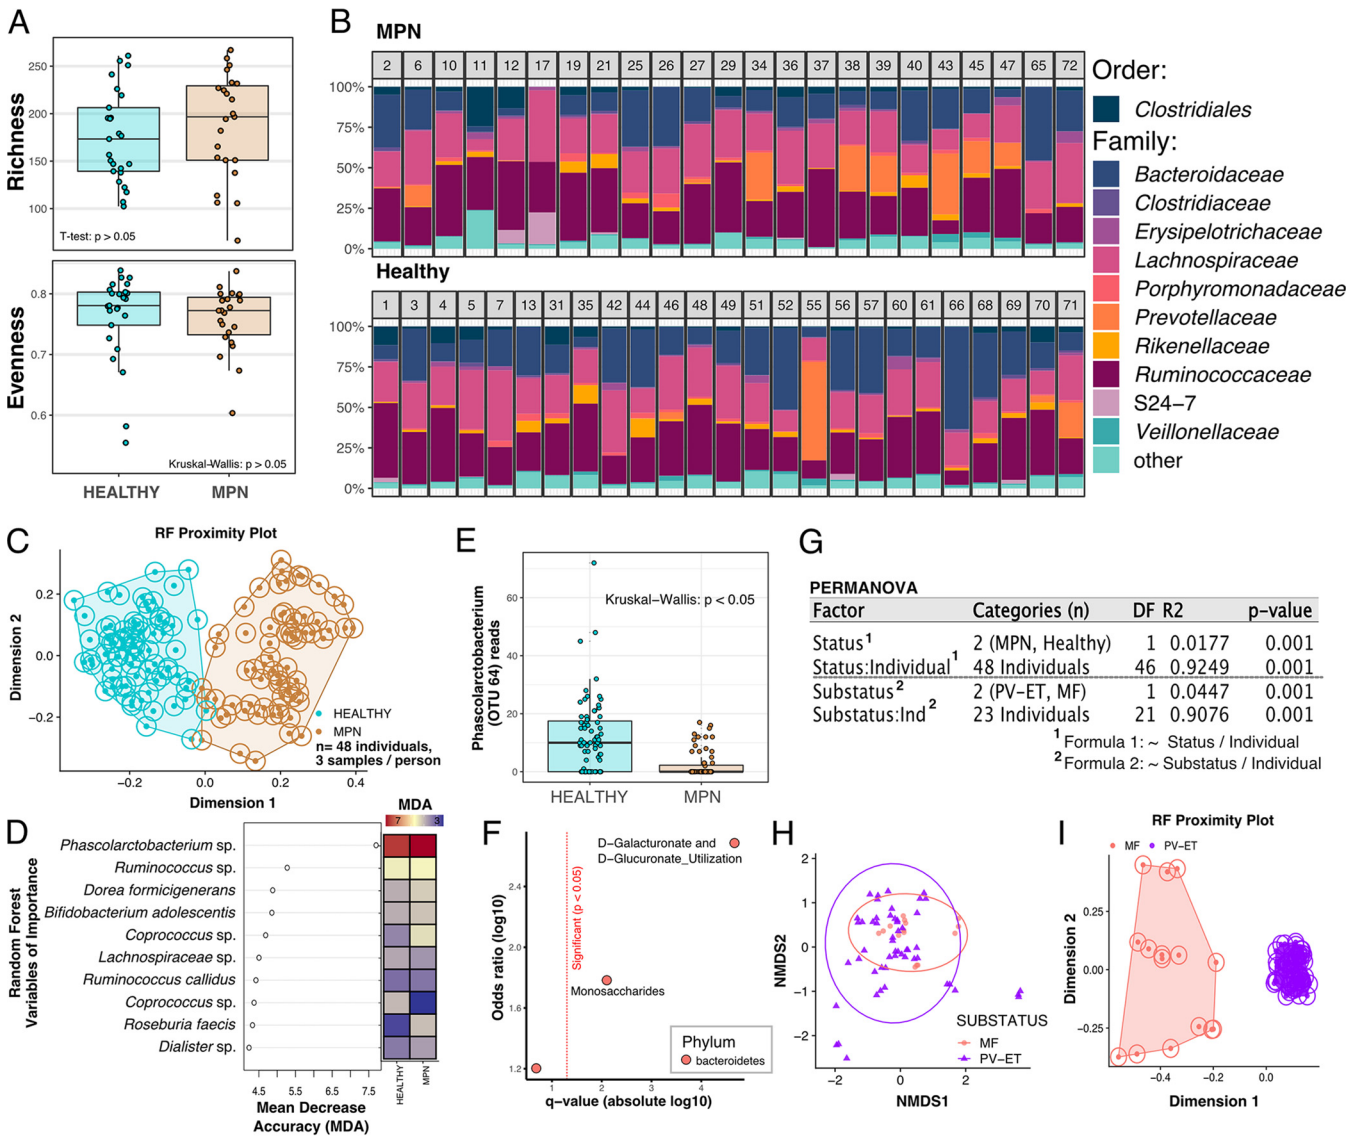 A
Richness
250
200
150
100
T-test: p > 0.05
Evenness
0.8
0.7
0.6
Kruskal-Wallis: p > 0.05
HEALTHY MPN
B
MPN
2 6 10 11 12 17 19 21 25 26 27 29 34 36 37 38 39 40 43 45 47 65 72
100%
75%
50%
25%
0%
Healthy
1 3 4 5 7 13 31 35 42 44 46 48 49 51 52 55 56 57 60 61 66 68 69 70 71
100%
75%
50%
25%
0%
Order:
Clostridiales
Family:
Bacteroidaceae
Clostridiaceae
Erysipelotrichaceae
Lachnospiraceae
Porphyromonadaceae
Prevotellaceae
Rikenellaceae
Ruminococcaceae
S24-7
Veillonellaceae
other
C
RF Proximity Plot
Dimension 2
0.2
0.0
-0.2
HEALTHY
MPN
n= 48 individuals,
3 samples / person
-0.2 0.0 0.2 0.4
Dimension 1
D
MDA
7 3
Random Forest
Variables of Importance
Phascolarctobacterium sp.
Ruminococcus sp.
Dorea formicigenerans
Bifidobacterium adolescentis
Coprococcus sp.
Lachnospiraceae sp.
Ruminococcus callidus
Coprococcus sp.
Roseburia faecis
Dialister sp.
4.5 5.5 6.5 7.5
HEALTHY
MPN
Mean Decrease
Accuracy (MDA)
E
Phascolarctobacterium
(OTU 64) reads
60
40
20
0
Kruskal-Wallis: p < 0.05
HEALTHY MPN
F
Odds ratio (log10)
2.4
2.0
1.6
1.2
Significant (p < 0.05)
D-Galacturonate and
D-Glucuronate_Utilization
Monosaccharides
Phylum
bacteroidetes
1 2 3 4
q-value (absolute log10)
G
PERMANOVA
Factor Categories (n) DF R2 p-value
Status1 2 (MPN, Healthy) 1 0.0177 0.001
Status:Individual1 48 Individuals 46 0.9249 0.001
Substatus2 2 (PV-ET, MF) 1 0.0447 0.001
Substatus:Ind2 23 Individuals 21 0.9076 0.001
1 Formula 1: ~ Status / Individual
2 Formula 2: ~ Substatus / Individual
H
NMDS2
2
1
0
-1
-2
SUBSTATUS
MF
PV-ET
-2 0 2
NMDS1
I
RF Proximity Plot
MF PV-ET
Dimension 2
0.25
0.00
-0.25
-0.4 -0.2 0.0
Dimension 1